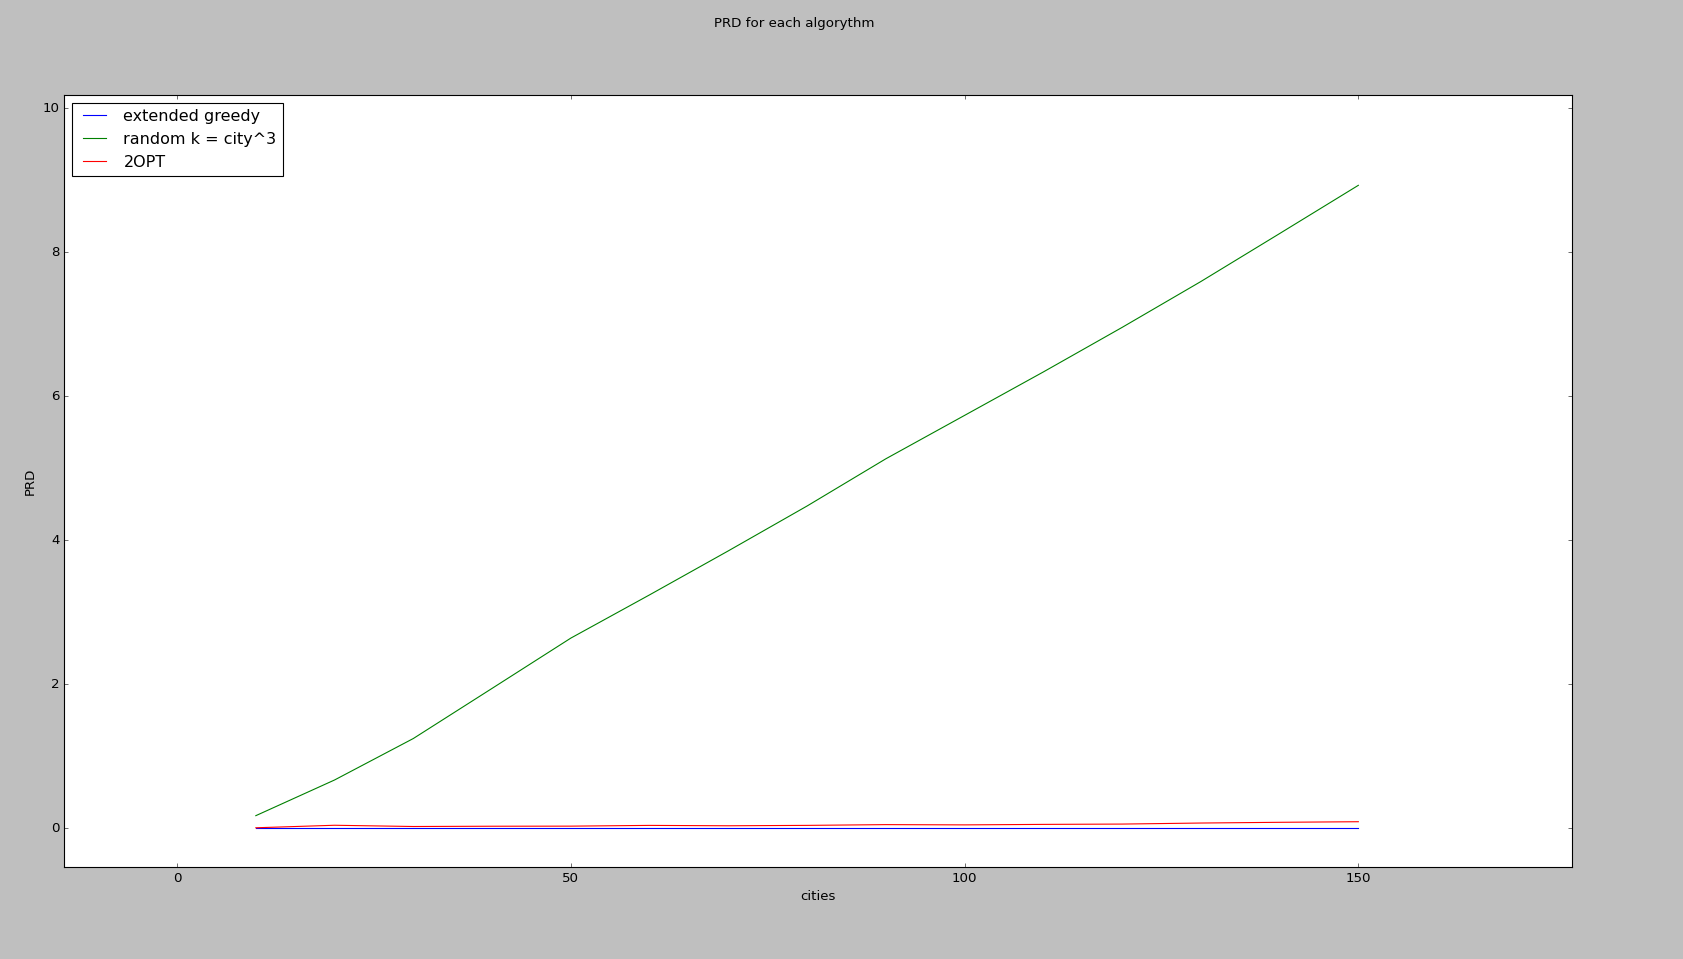 PRD for each algorythm
10
8
6
4
2
0
PRD
extended greedy
random k = city^3
2OPT
0
50
100
150
cities